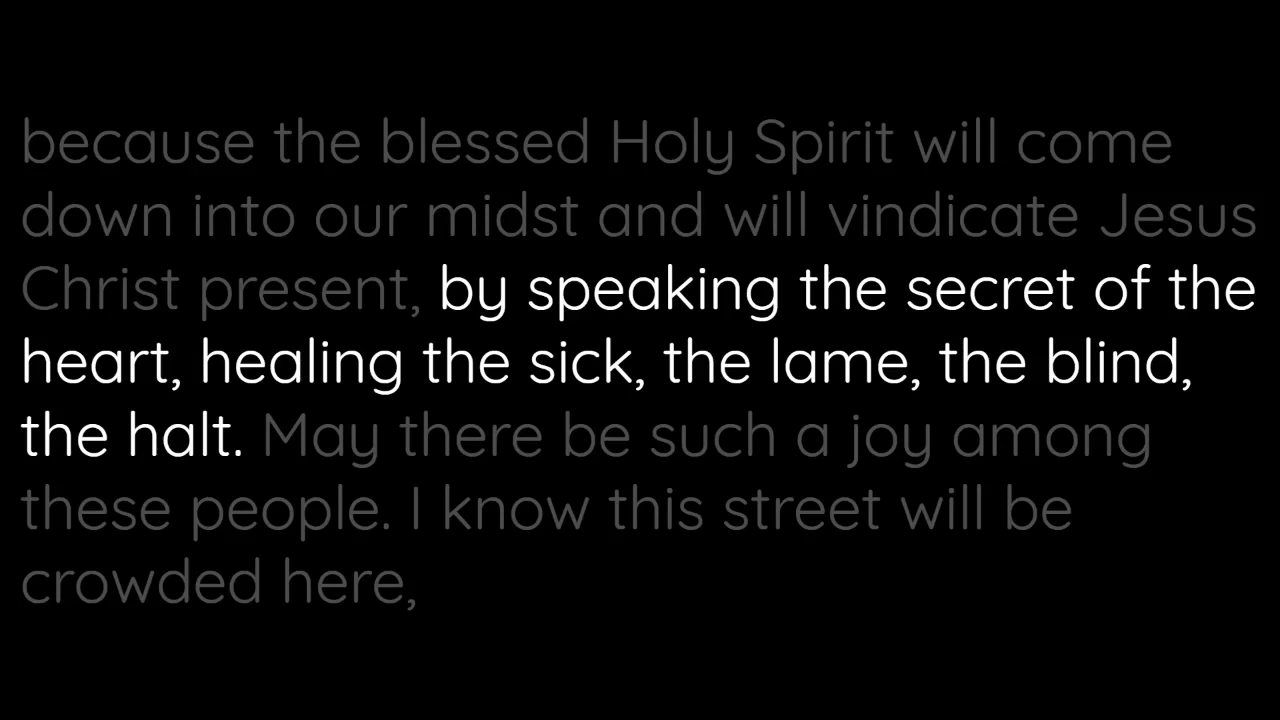 because the blessed Holy Spirit will come
down into our midst and will vindicate Jesus
Christ present, by speaking the secret of the
heart, healing the sick, the lame, the blind,
the halt. May there be such a joy among
these people. I know this street will be
crowded here,